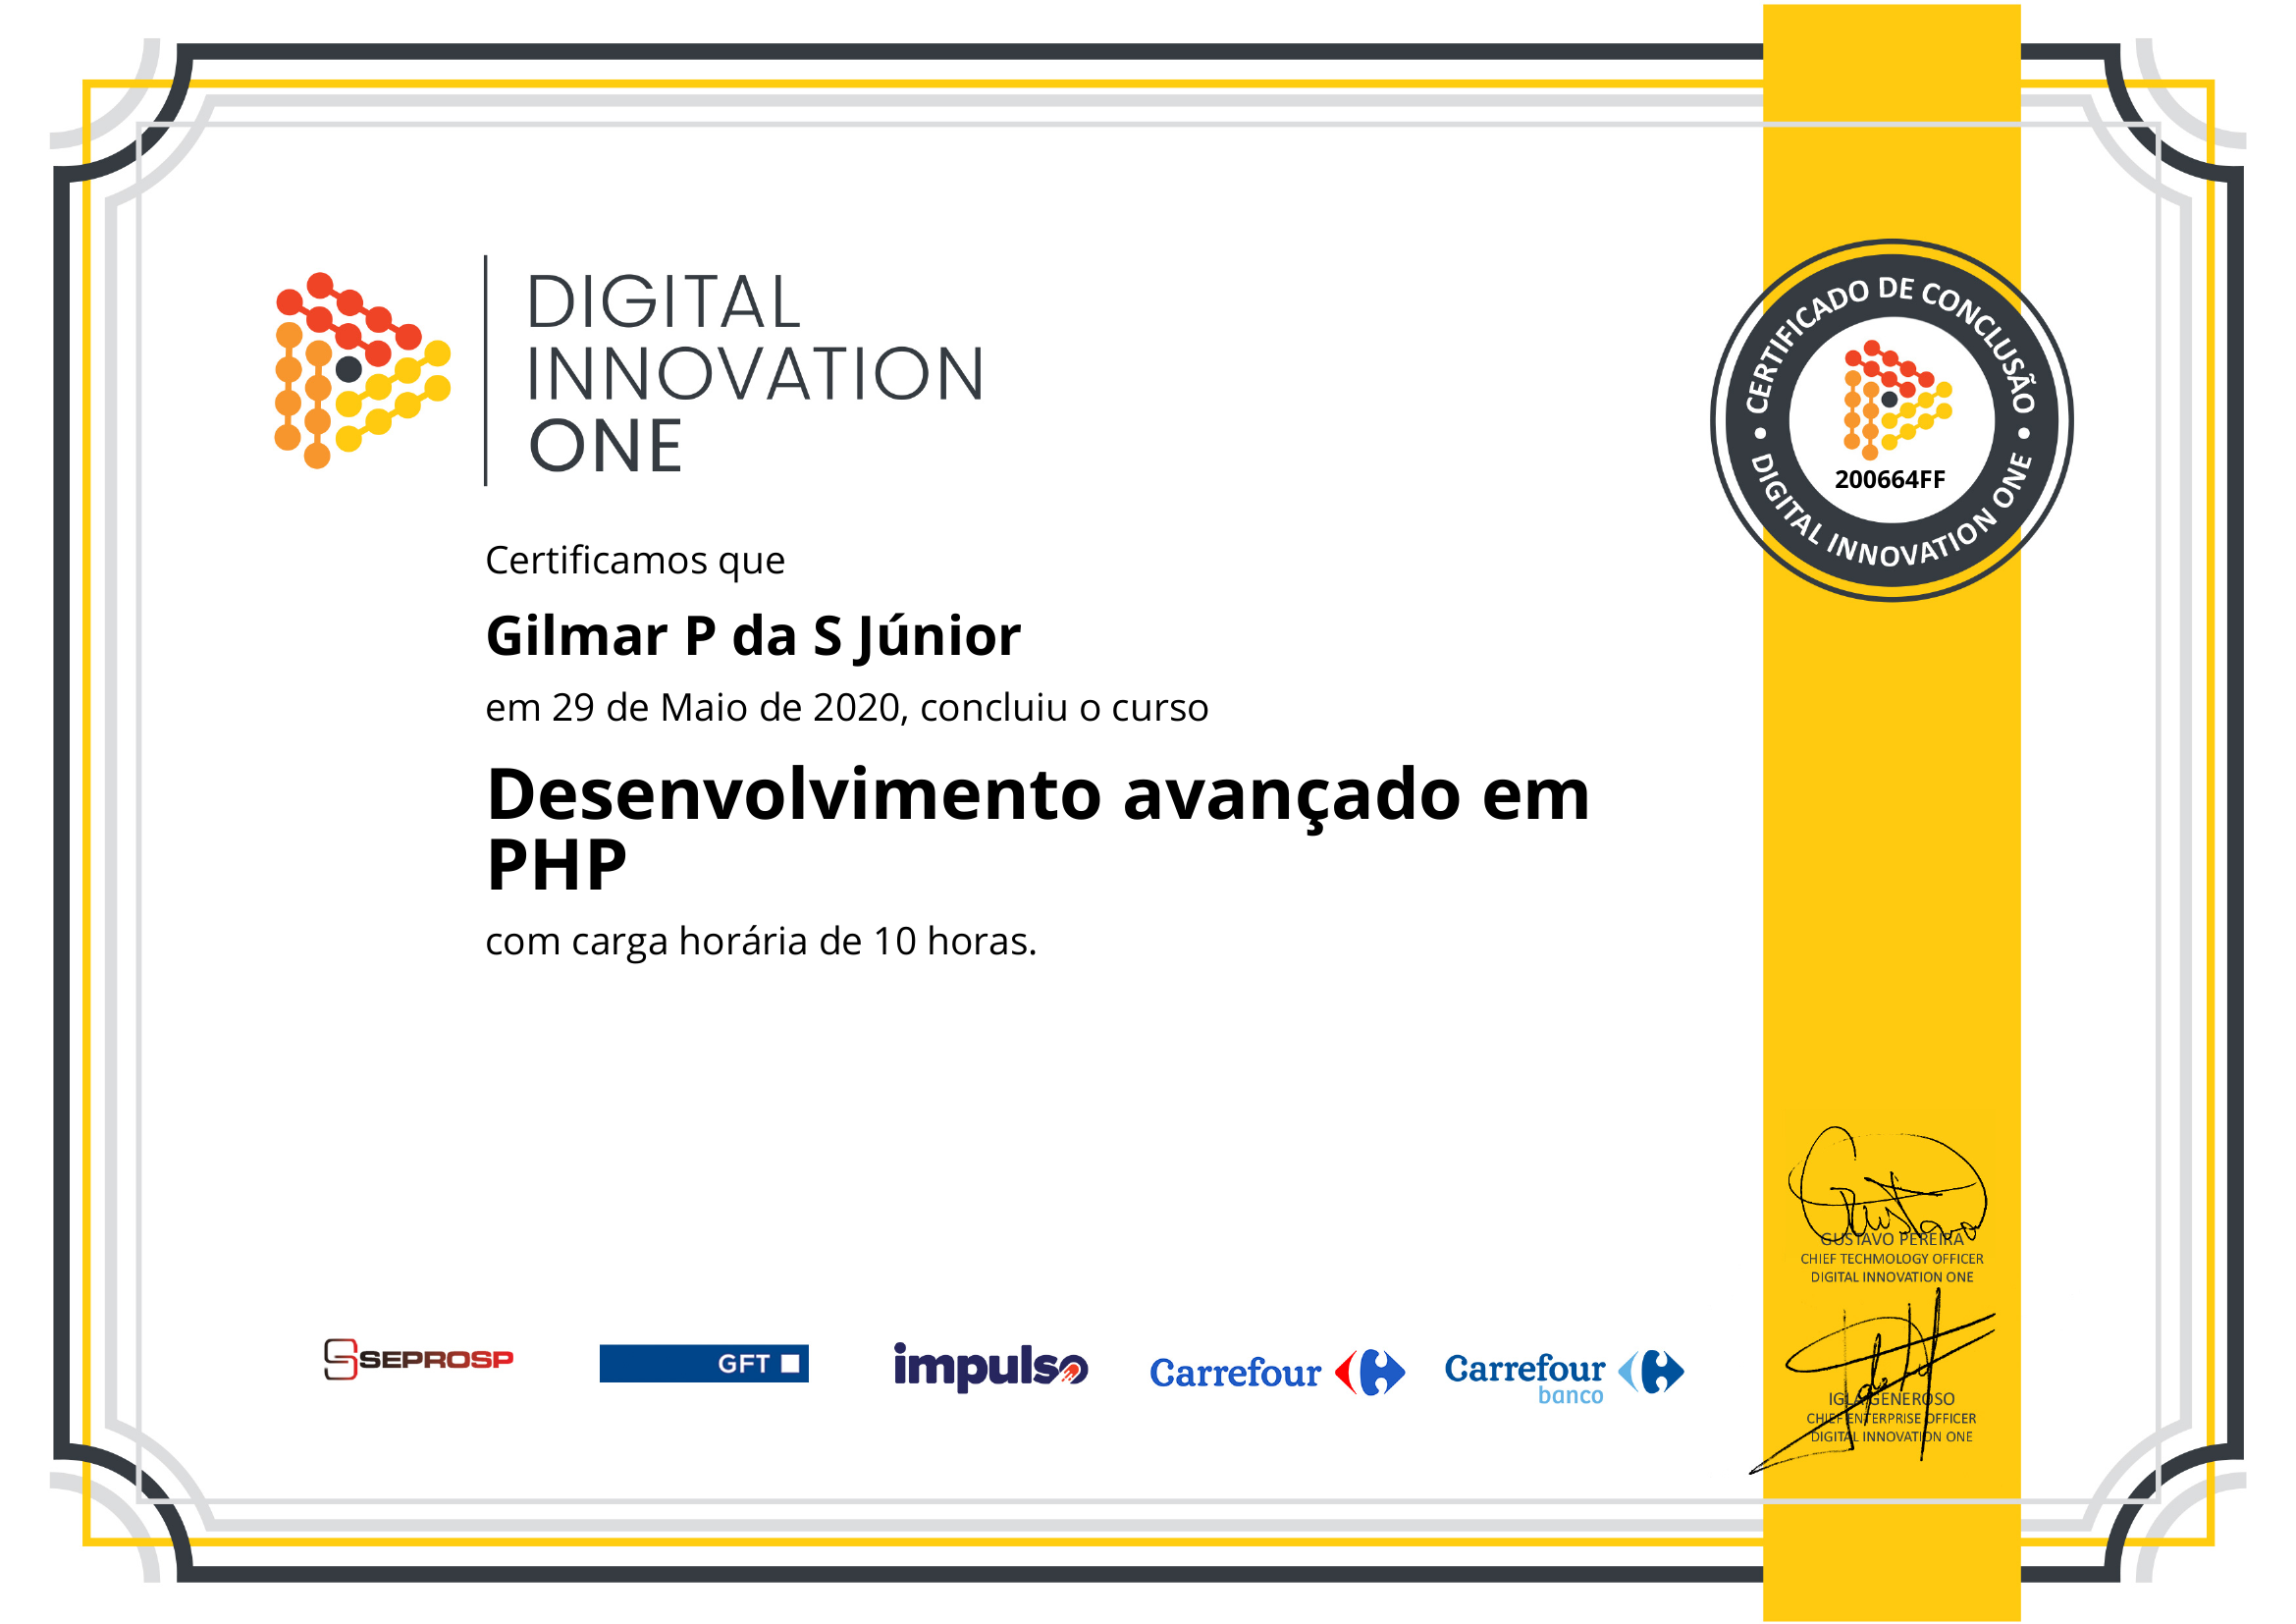 DIGITAL
INNOVATION
ONE
CERTIFICADO DE CONCLUSÃO
200664FF
DIGITAL INNOVATION ONE
Certificamos que
Gilmar P da S Júnior
em 29 de Maio de 2020, concluiu o curso
Desenvolvimento avançado em
PHP
com carga horária de 10 horas.
GUSTAVO PEREIRA
CHIEF TECHMOLOGY OFFICER
DIGITAL INNOVATION ONE
IGLA GENEROSO
CHIEF ENTERPRISE OFFICER
DIGITAL INNOVATION ONE
SEPROSP
GFT
impulso
Carrefour
Carrefour
banco